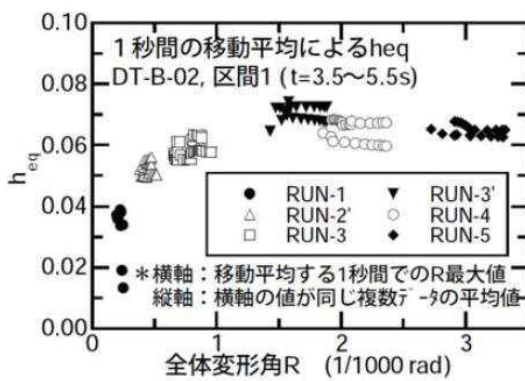 0.10
0.08
0.06
0.04
0.02
0.00
heq
1秒間の移動平均によるheq
DT-B-02, 区間1 (t=3.5～5.5s)
RUN-1
RUN-2'
RUN-3
RUN-3'
RUN-4
RUN-5
＊横軸：移動平均する1秒間でのR最大値
縦軸：横軸の値が同じ複数ﾃﾞｰﾀの平均値
0 1 2 3
全体変形角R (1/1000 rad)